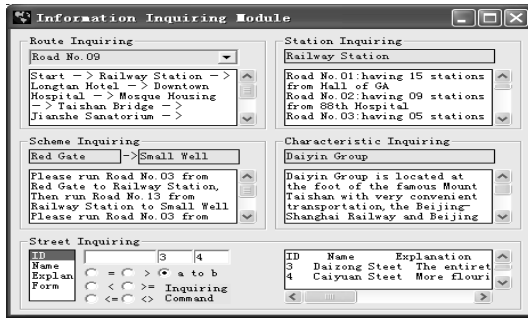 Information Inquiring Module
Route Inquiring
Road No.09
Start -> Railway Station ->
Longtan Hotel -> Downtown
Hospital -> Mosque Housing
-> Taishan Bridge ->
Jianshe Sanatorium ->
Station Inquiring
Railway Station
Road No.01:having 15 stations
from Hall of GA
Road No.02:having 09 stations
from 88th Hospital
Road No.03:having 05 stations
Scheme Inquiring
Red Gate -> Small Well
Please run Road No.03 from
Red Gate to Railway Station,
Then run Road No.13 from
Railway Station to Small Well
Please run Road No.03 from
Characteristic Inquiring
Daiyin Group
Daiyin Group is located at
the foot of the famous Mount
Taishan with very convenient
transportation, the Beijing-
Shanghai Railway and Beijing
Street Inquiring
ID
Name
Explan
Form
3 4
= > a to b
< >= Inquiring
<= <> Command
ID Name Explanation
3 Daizong Steet The entiret
4 Caiyuan Steet More flouri